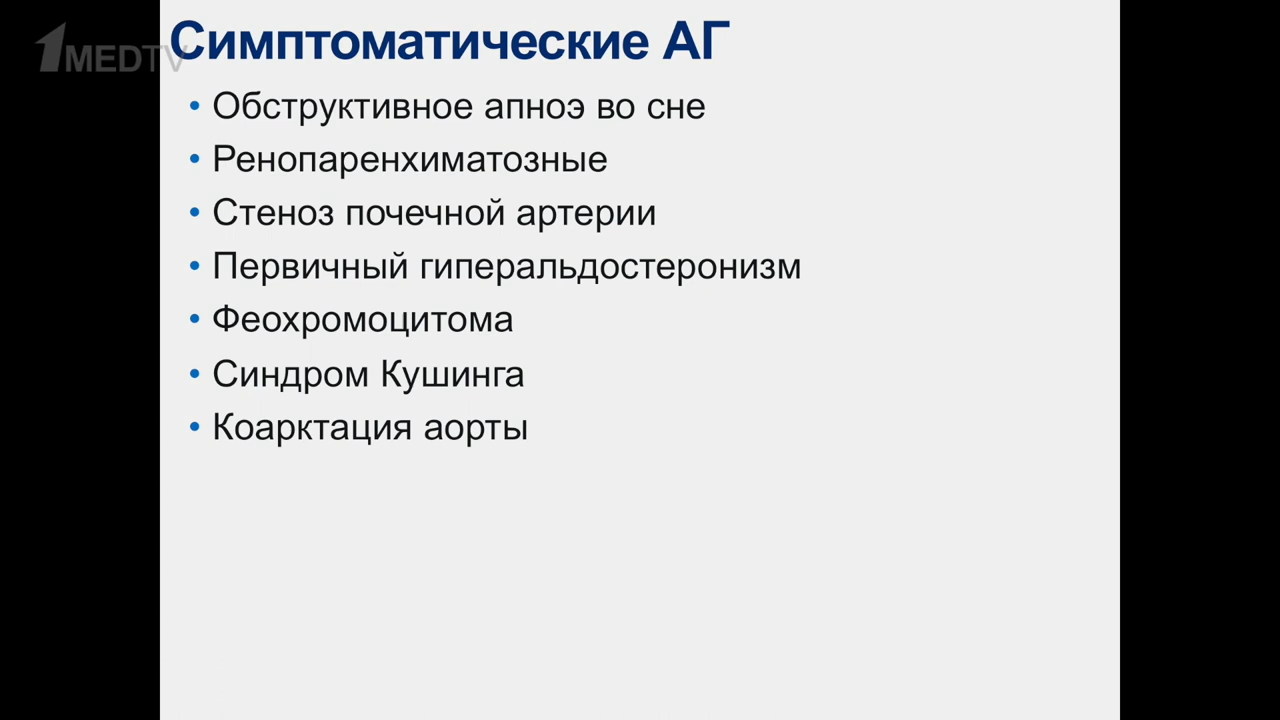 1MEDTV
Симптоматические АГ
• Обструктивное апноэ во сне
• Ренопаренхиматозные
• Стеноз почечной артерии
• Первичный гиперальдостеронизм
• Феохромоцитома
• Синдром Кушинга
• Коарктация аорты